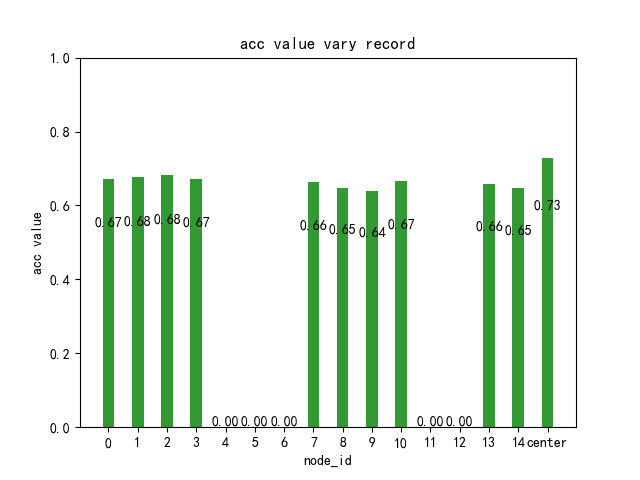 acc value vary record
acc value
1.0
0.8
0.6
0.4
0.2
0.0
0.67 0.68 0.68 0.67 0.00 0.00 0.00 0.66 0.65 0.64 0.67 0.00 0.00 0.66 0.65 0.73
0 1 2 3 4 5 6 7 8 9 10 11 12 13 14 center
node_id